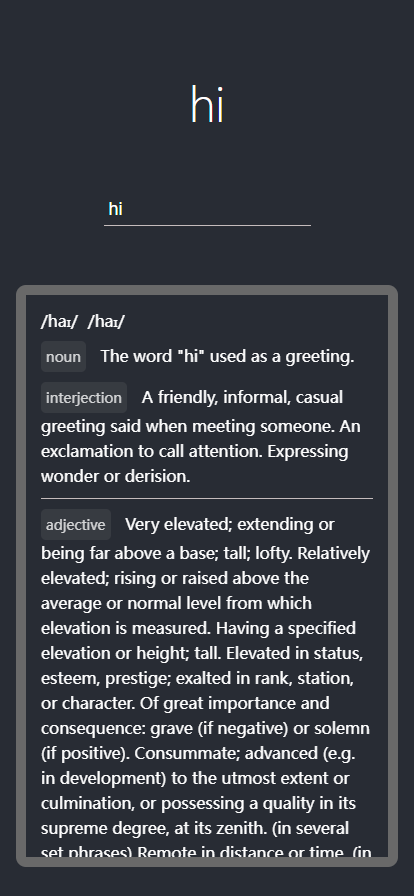 hi
hi
/haɪ/ /haɪ/
noun The word "hi" used as a greeting.
interjection A friendly, informal, casual
greeting said when meeting someone. An
exclamation to call attention. Expressing
wonder or derision.
adjective Very elevated; extending or
being far above a base; tall; lofty. Relatively
elevated; rising or raised above the
average or normal level from which
elevation is measured. Having a specified
elevation or height; tall. Elevated in status,
esteem, prestige; exalted in rank, station,
or character. Of great importance and
consequence: grave (if negative) or solemn
(if positive). Consummate; advanced (e.g.
in development) to the utmost extent or
culmination, or possessing a quality in its
supreme degree, at its zenith. (in several
set phrases) Remote in distance or time. (in